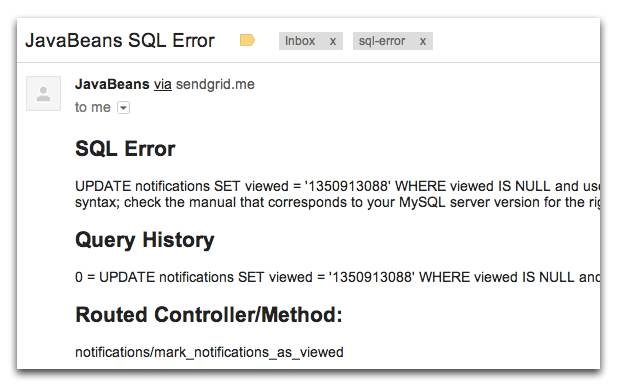 JavaBeans SQL Error
Inbox x
sql-error x
JavaBeans via sendgrid.me
to me
SQL Error
UPDATE notifications SET viewed = '1350913088' WHERE viewed IS NULL and
syntax; check the manual that corresponds to your MySQL server version for the
Query History
0 = UPDATE notifications SET viewed = '1350913088' WHERE viewed IS NULL and
Routed Controller/Method:
notifications/mark_notifications_as_viewed